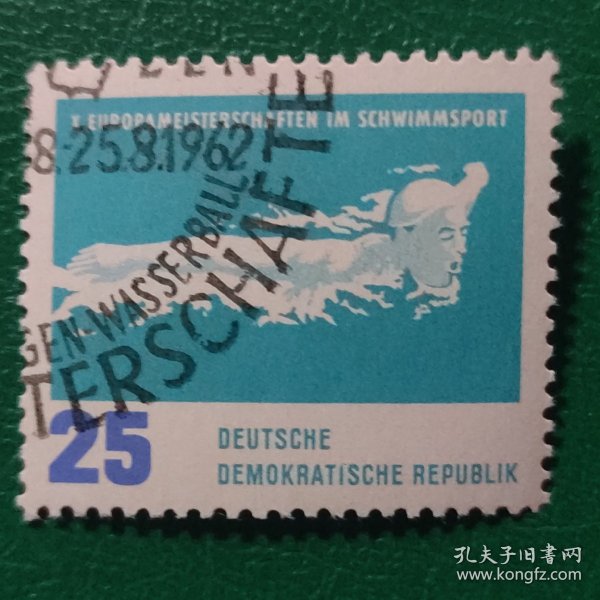 X. EUROPAMEISTERSCHAFTEN IM SCHWIMMSPORT
8.-25.8.1962
GEN-WASSERBALL
TERSCHAFTE
25
DEUTSCHE
DEMOKRATISCHE REPUBLIK
孔夫子旧书网
www.kongfz.com